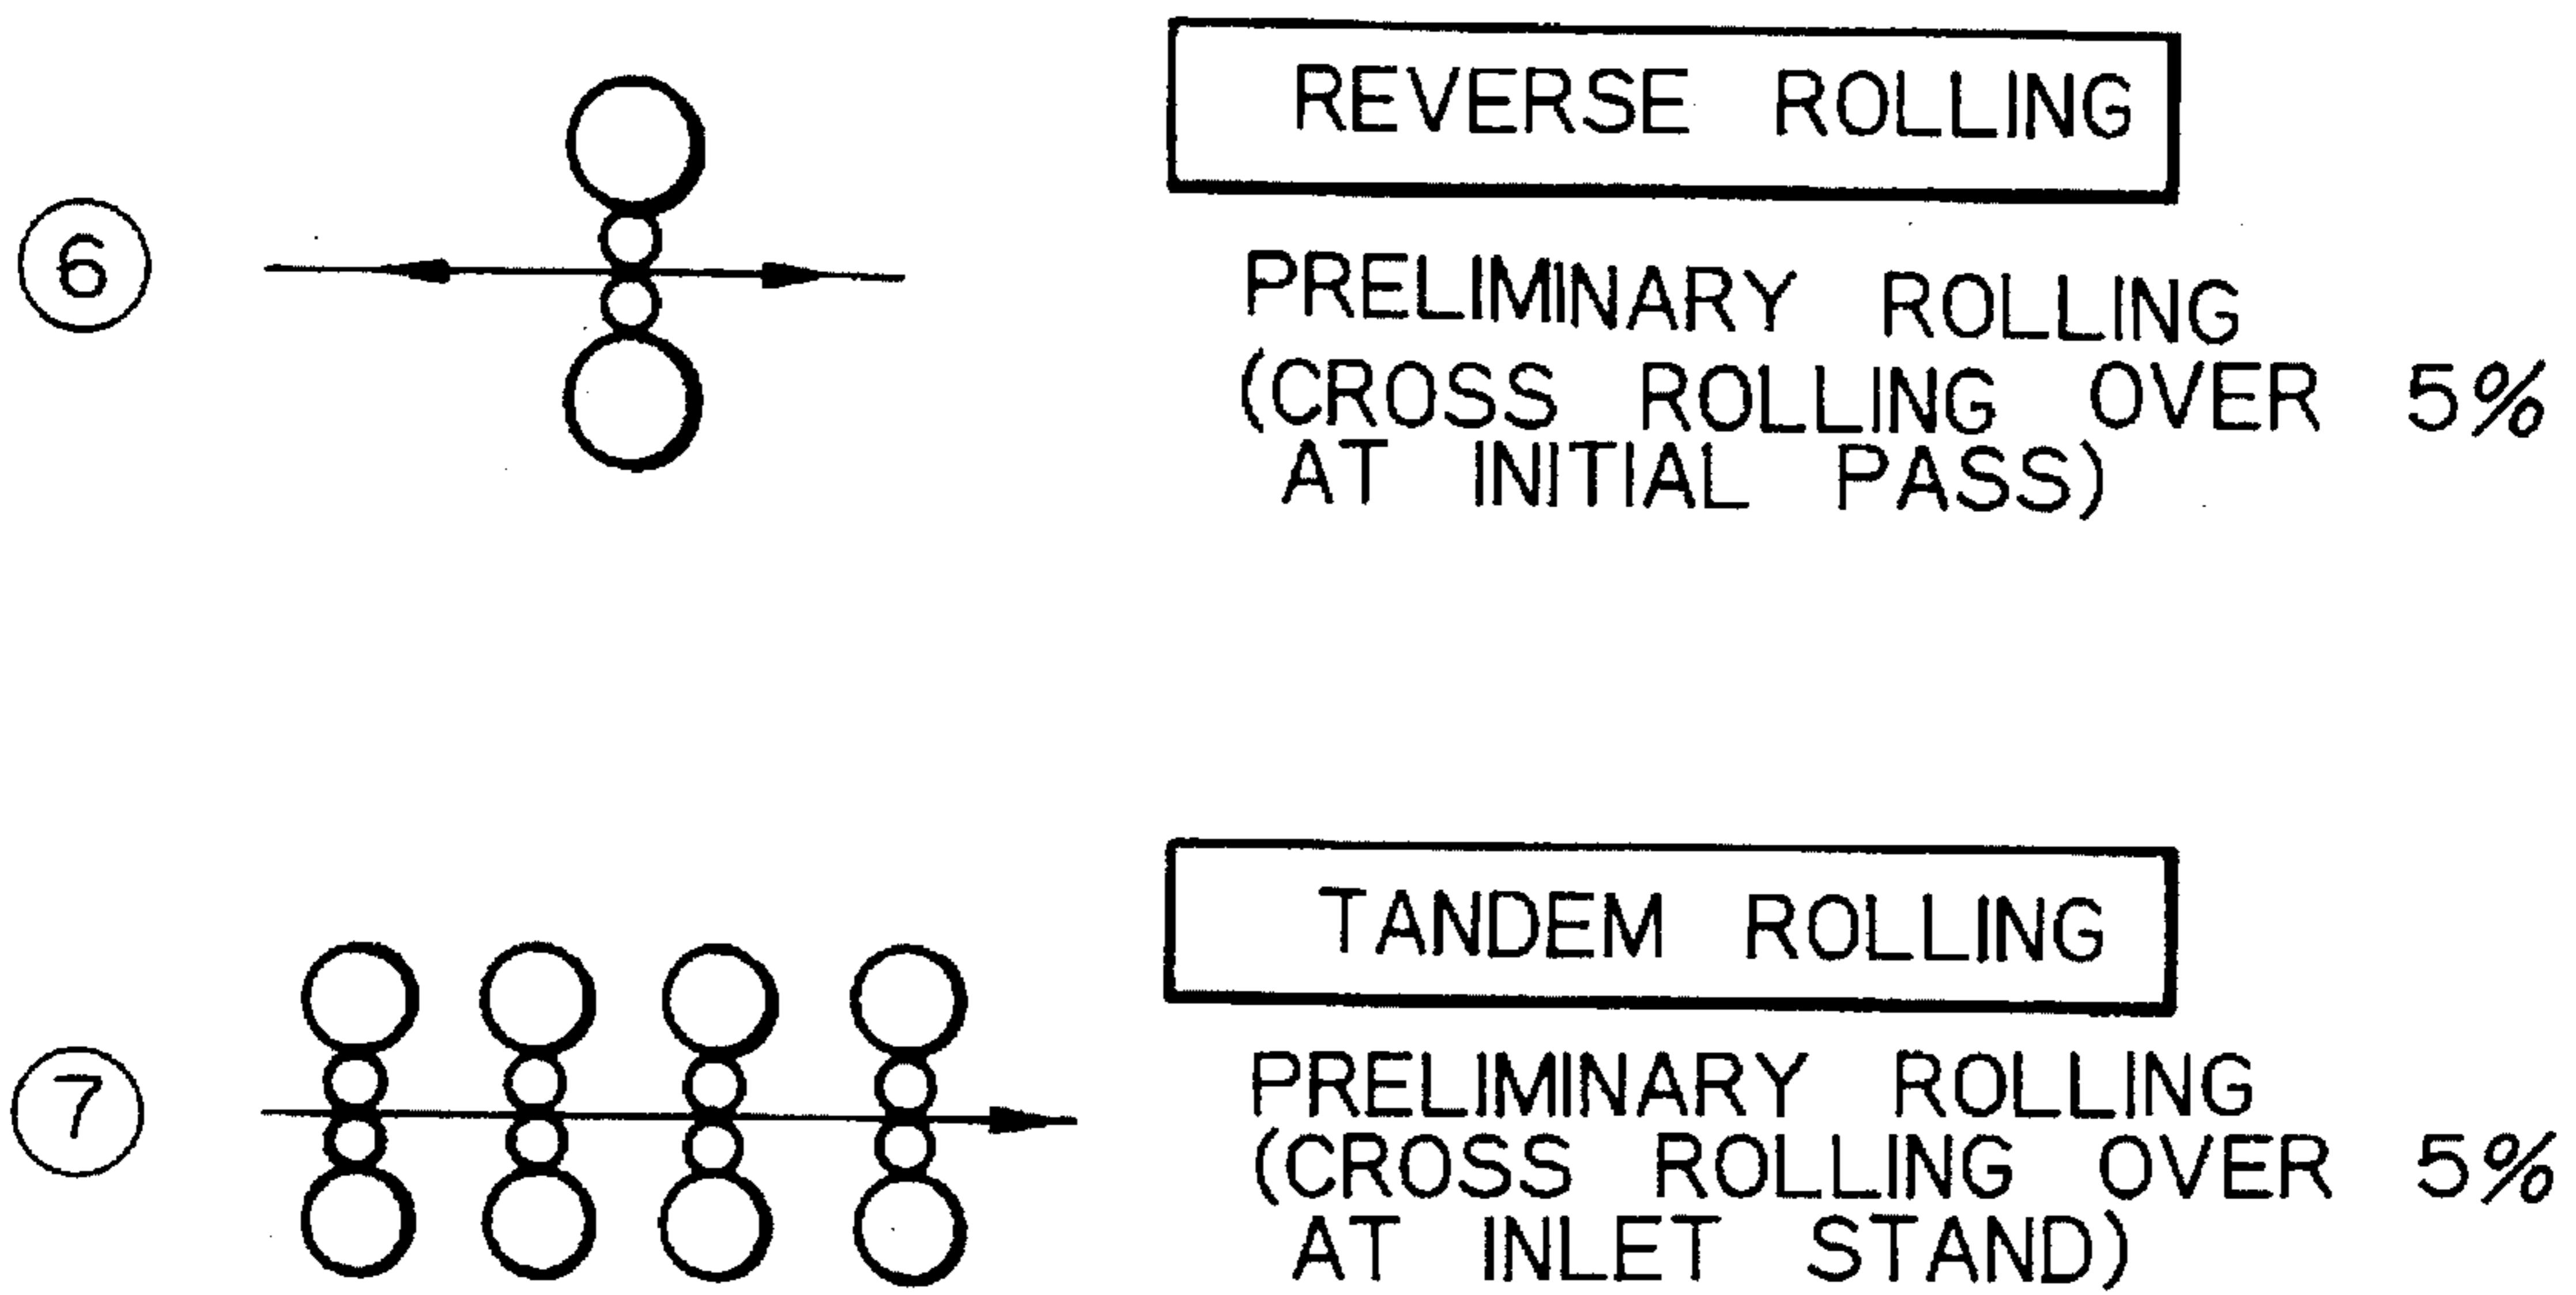 6
REVERSE ROLLING
PRELIMINARY ROLLING
(CROSS ROLLING OVER 5%
AT INITIAL PASS)
7
TANDEM ROLLING
PRELIMINARY ROLLING
(CROSS ROLLING OVER 5%
AT INLET STAND)